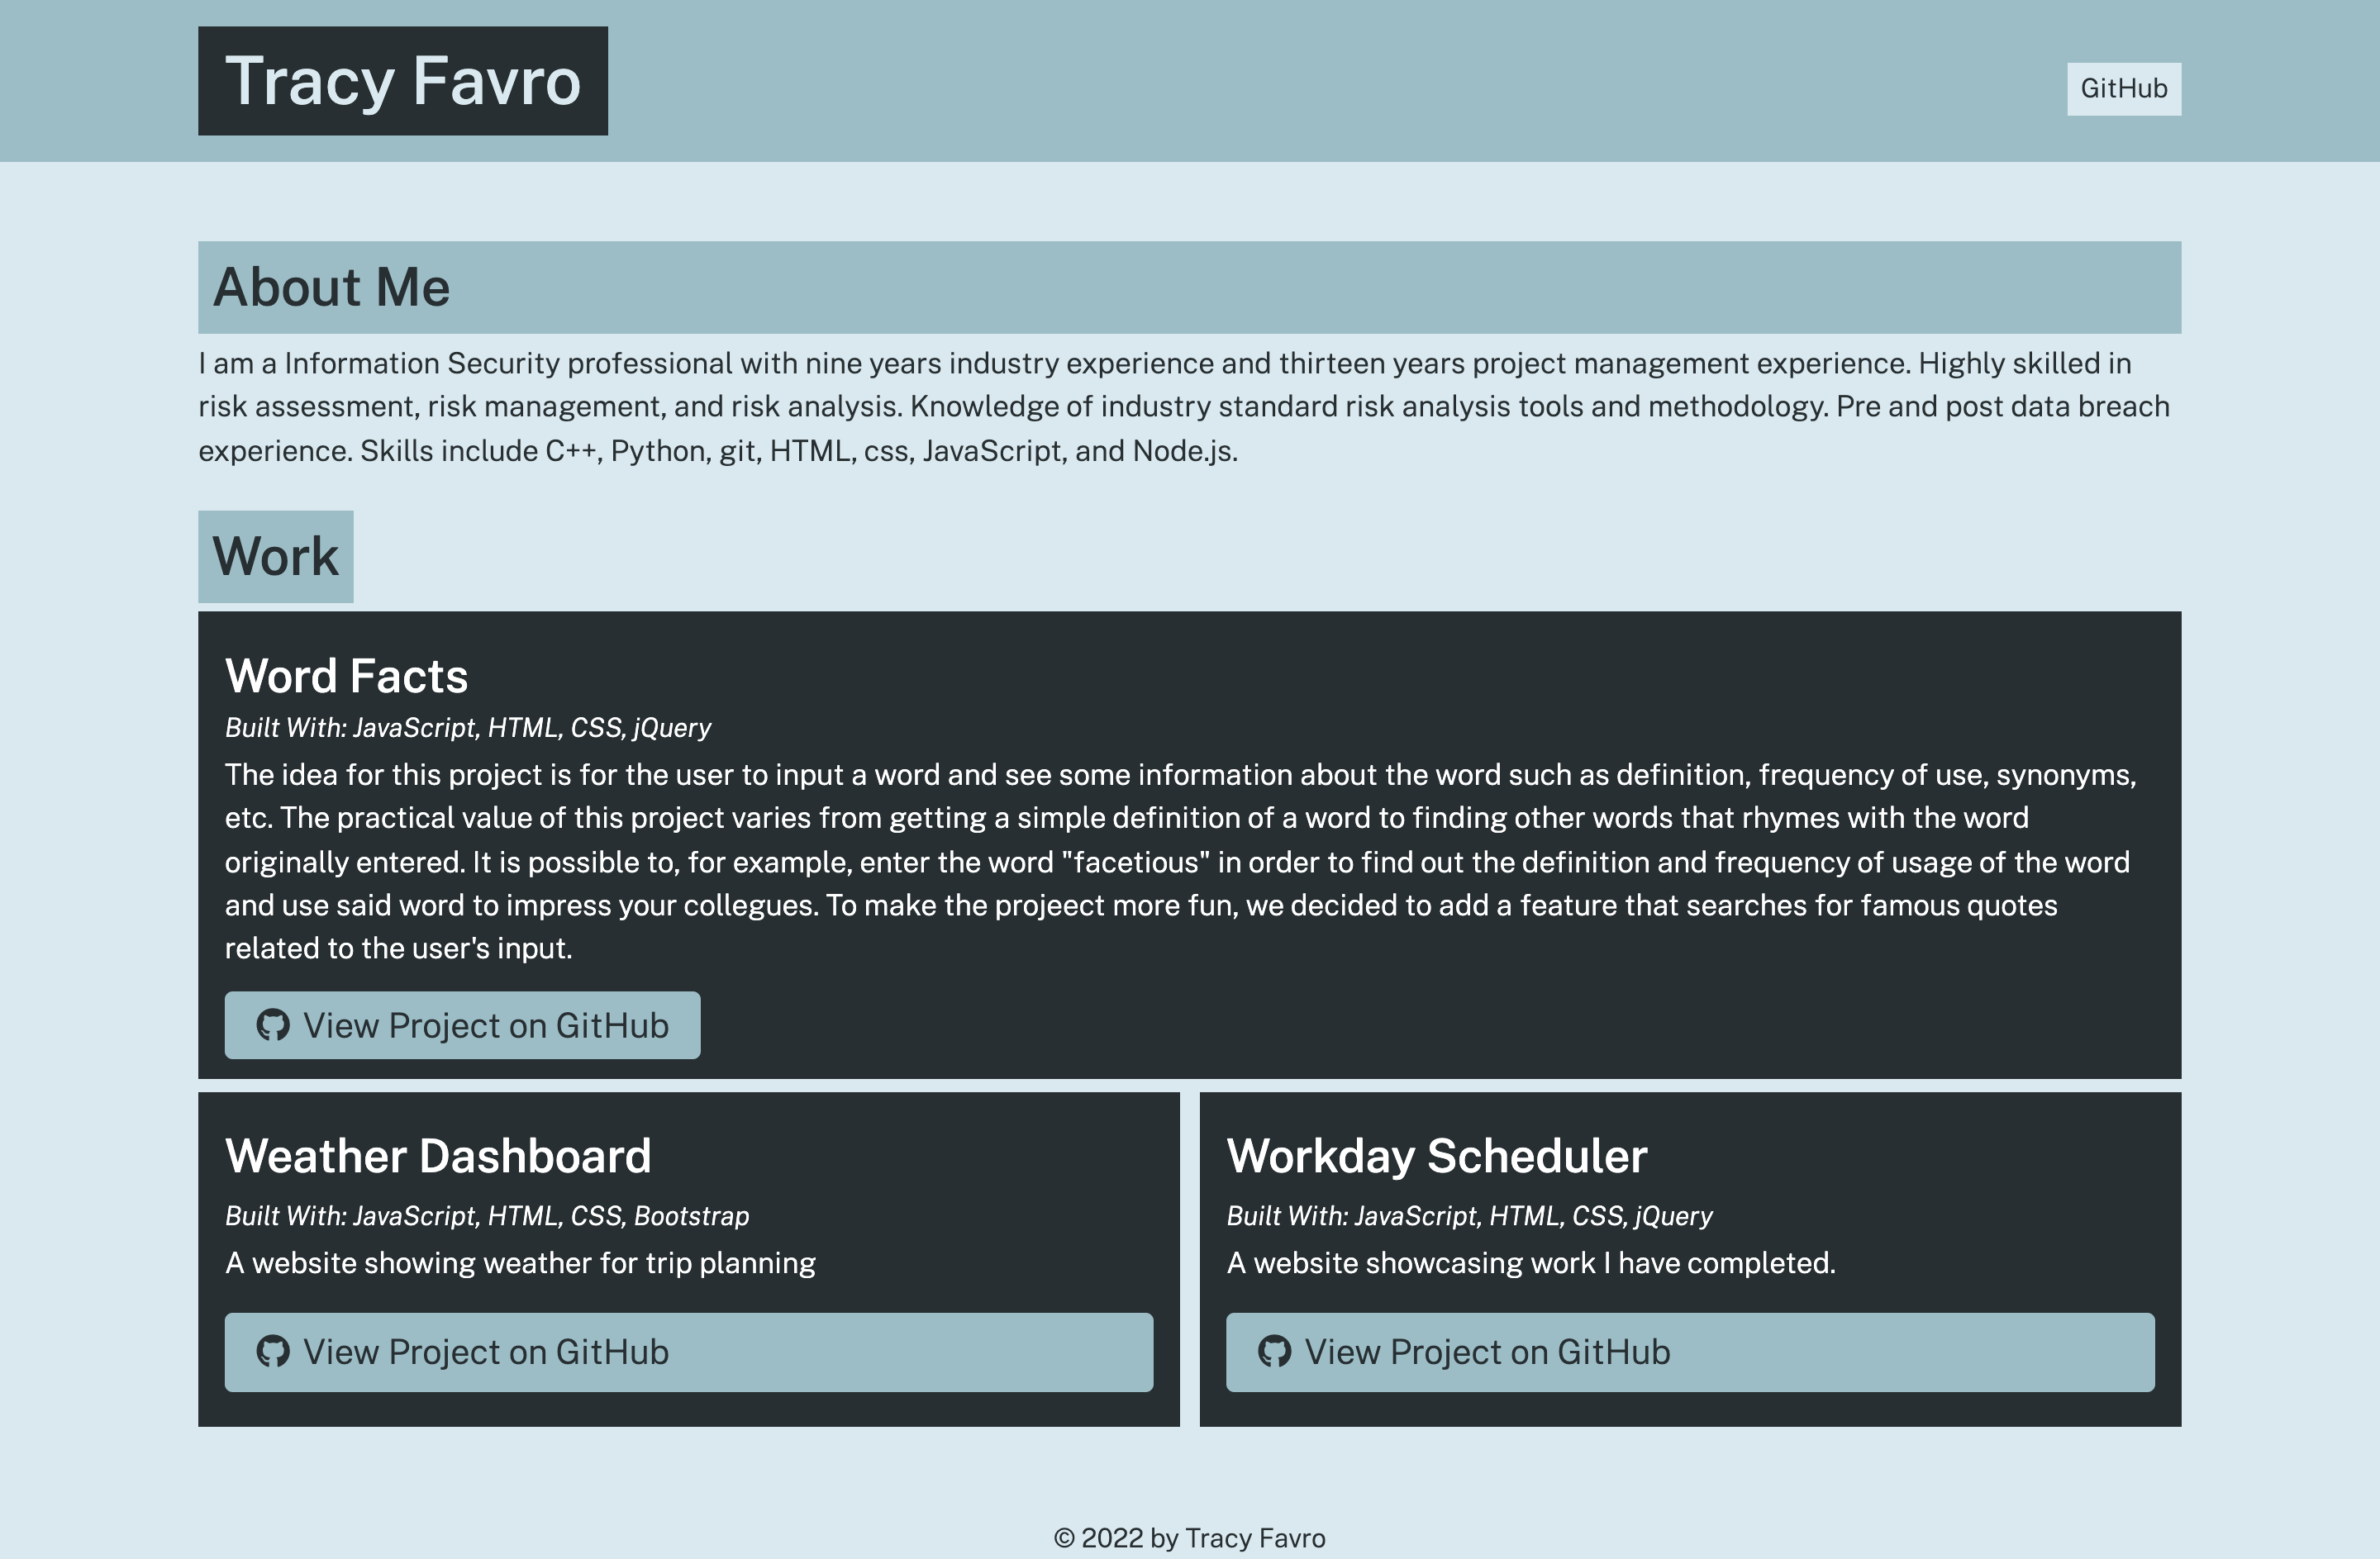 Tracy Favro
GitHub
About Me
I am a Information Security professional with nine years industry experience and thirteen years project management experience. Highly skilled in
risk assessment, risk management, and risk analysis. Knowledge of industry standard risk analysis tools and methodology. Pre and post data breach
experience. Skills include C++, Python, git, HTML, css, JavaScript, and Node.js.
Work
Word Facts
Built With: JavaScript, HTML, CSS, jQuery
The idea for this project is for the user to input a word and see some information about the word such as definition, frequency of use, synonyms,
etc. The practical value of this project varies from getting a simple definition of a word to finding other words that rhymes with the word
originally entered. It is possible to, for example, enter the word "facetious" in order to find out the definition and frequency of usage of the word
and use said word to impress your collegues. To make the projeect more fun, we decided to add a feature that searches for famous quotes
related to the user's input.
View Project on GitHub
Weather Dashboard
Built With: JavaScript, HTML, CSS, Bootstrap
A website showing weather for trip planning
View Project on GitHub
Workday Scheduler
Built With: JavaScript, HTML, CSS, jQuery
A website showcasing work I have completed.
View Project on GitHub
© 2022 by Tracy Favro